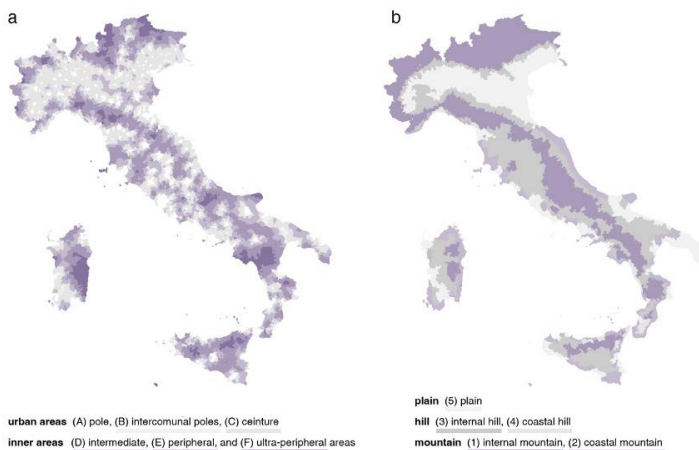 a
b
urban areas (A) pole, (B) intercomunal poles, (C) ceinture
inner areas (D) intermediate, (E) peripheral, and (F) ultra-peripheral areas
plain (5) plain
hill (3) internal hill, (4) coastal hill
mountain (1) internal mountain, (2) coastal mountain